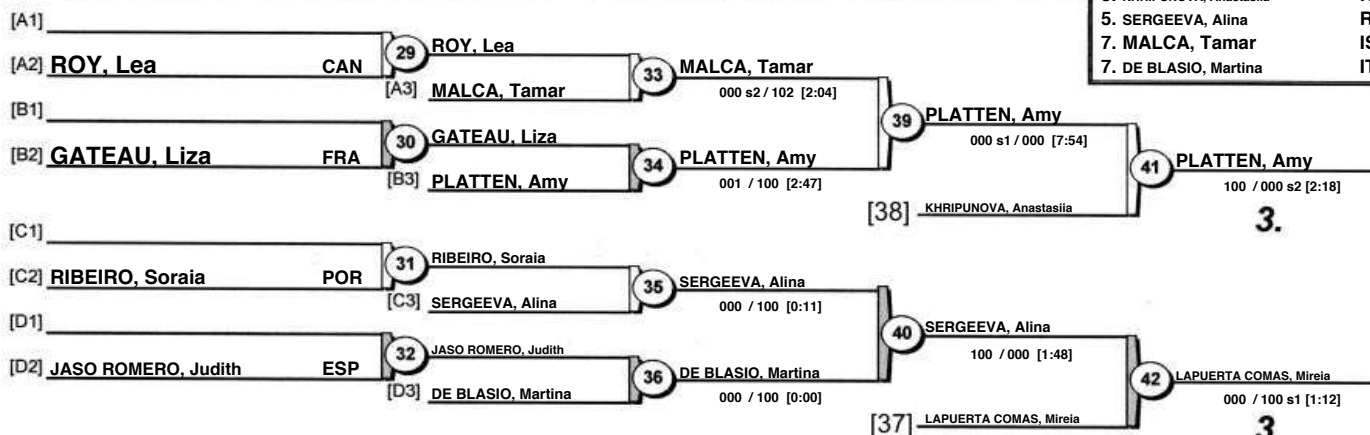 5. SERGEEVA, Alina R
7. MALCA, Tamar
7. DE BLASIO, Martina
[A1]
[A2] ROY, Lea CAN
29
ROY, Lea
[A3] MALCA, Tamar
33
MALCA, Tamar
000 s2 / 102 [2:04]
[B1]
[B2] GATEAU, Liza FRA
30
GATEAU, Liza
[B3] PLATTEN, Amy
34
PLATTEN, Amy
001 / 100 [2:47]
39
PLATTEN, Amy
000 s1 / 000 [7:54]
[38] KHRIPUNOVA, Anastasiia
41
PLATTEN, Amy
100 / 000 s2 [2:18]
3.
[C1]
[C2] RIBEIRO, Soraia POR
31
RIBEIRO, Soraia
[C3] SERGEEVA, Alina
35
SERGEEVA, Alina
000 / 100 [0:11]
[D1]
[D2] JASO ROMERO, Judith ESP
32
JASO ROMERO, Judith
[D3] DE BLASIO, Martina
36
DE BLASIO, Martina
000 / 100 [0:00]
40
SERGEEVA, Alina
100 / 000 [1:48]
[37] LAPUERTA COMAS, Mireia
42
LAPUERTA COMAS, Mireia
000 / 100 s1 [1:12]
3